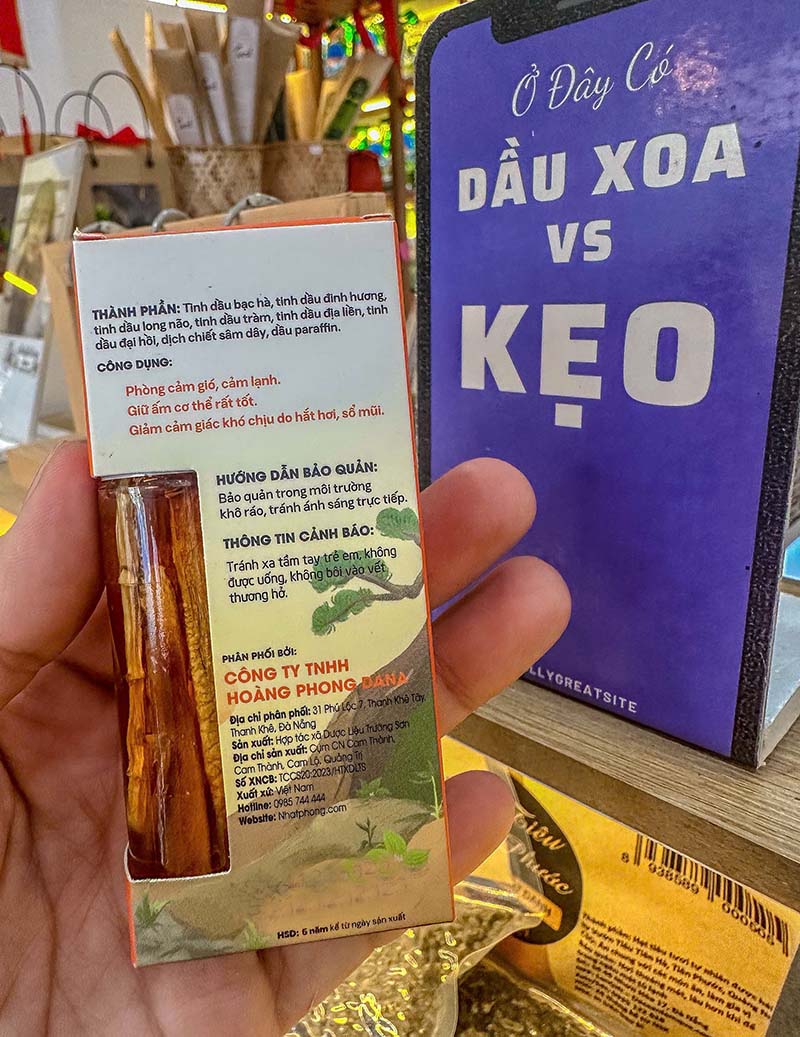 Ở Đây Có
DẦU XOA
VS
KẸO
LLYGREATSITE
THÀNH PHẦN: Tinh dầu bạc hà, tinh dầu đinh hương,
tinh dầu long não, tinh dầu tràm, tinh dầu địa liền, tinh
dầu đại hồi, dịch chiết sâm dây, dầu paraffin.
CÔNG DỤNG:
Phòng cảm gió, cảm lạnh.
Giữ ấm cơ thể rất tốt.
Giảm cảm giác khó chịu do hắt hơi, sổ mũi.
HƯỚNG DẪN BẢO QUẢN:
Bảo quản trong môi trường
khô ráo, tránh ánh sáng trực tiếp.
THÔNG TIN CẢNH BÁO:
Tránh xa tầm tay trẻ em, không
được uống, không bôi vào vết
thương hở.
PHÂN PHỐI BỞI:
CÔNG TY TNHH
HOÀNG PHONG DANA
Địa chỉ phân phối: 31 Phú Lộc 7, Thanh Khê Tây,
Thanh Khê, Đà Nẵng
Sản xuất: Hợp tác xã Dược Liệu Trường Sơn
Địa chỉ sản xuất: Cụm CN Cam Thành,
Cam Thành, Cam Lộ, Quảng Trị
Số XNCB: TCCS20:2023/HTXDLTS
Xuất xứ: Việt Nam
Hotline: 0985 744 444
Website: Nhatphong.com
HSD: 6 năm kể từ ngày sản xuất
Tiêu
Phước
8 938589 000506